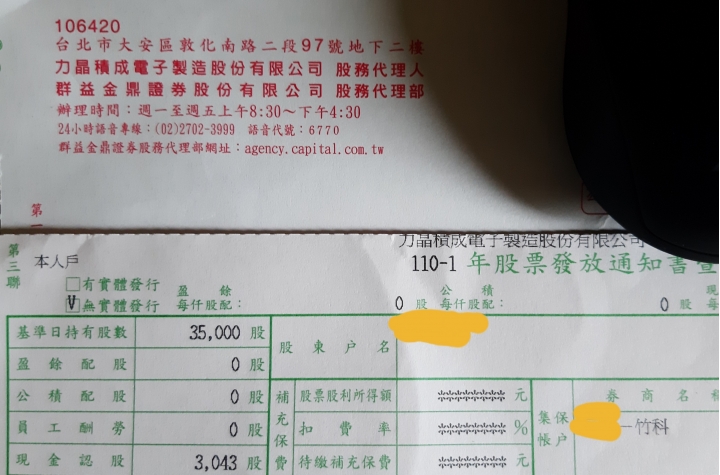 106420
台北市大安區敦化南路二段97號地下二樓
力晶積成電子製造股份有限公司 股務代理人
群益金鼎證券股份有限公司 股務代理部
辦理時間：週一至週五上午8:30～下午4:30
24小時語音專線：(02)2702-3999 語音代號：6770
群益金鼎證券股務代理部網址：agency.capital.com.tw
第一
力晶積成電子製造股份有限公司
第三聯
本人戶
110-1 年股票發放通知書
□有實體發行
V無實體發行
盈餘每仟股配： 0 股
公積每仟股配： 0 股
現
每
基準日持有股數 35,000 股
盈餘配股 0 股
公積配股 0 股
員工酬勞 0 股
現金認股 3,043 股
股東戶名
補充保費
股票股利所得額 ******** 元
扣費率 ******** %
待繳補充保費 ******** 元
集保帳戶
券商名稱
—竹科